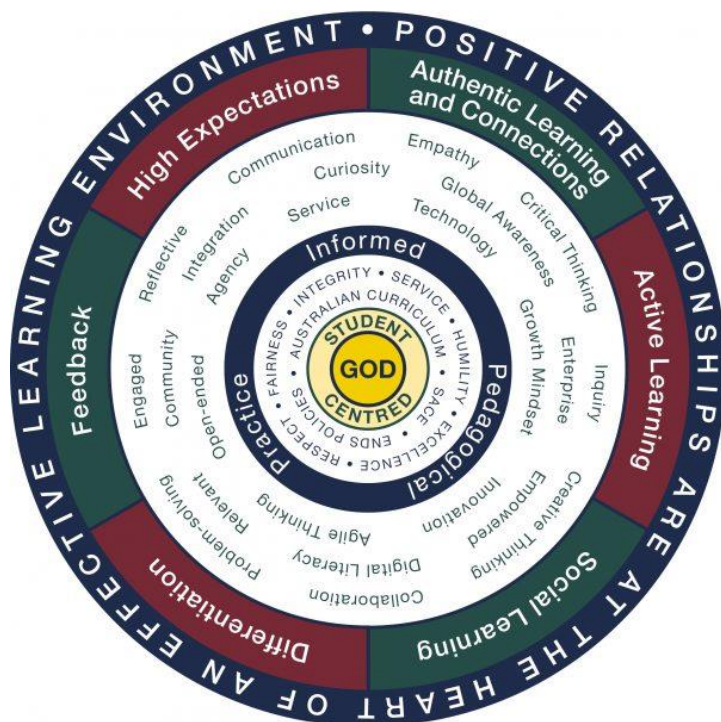 POSITIVE RELATIONSHIPS ARE AT THE HEART OF AN EFFECTIVE LEARNING ENVIRONMENT •
High Expectations
Authentic Learning
and Connections
Active Learning
Social Learning
Differentiation
Feedback
Communication
Curiosity
Service
Empathy
Global Awareness
Technology
Critical Thinking
Inquiry
Enterprise
Growth Mindset
Creative Thinking
Empowered
Innovation
Collaboration
Digital Literacy
Agile Thinking
Problem-solving
Relevant
Open-ended
Community
Engaged
Reflective
Integration
Agency
Informed
Pedagogical
Practice
INTEGRITY • SERVICE • HUMILITY • EXCELLENCE • RESPECT • FAIRNESS •
AUSTRALIAN CURRICULUM • SACE • ENDS POLICIES •
STUDENT
CENTRED
GOD